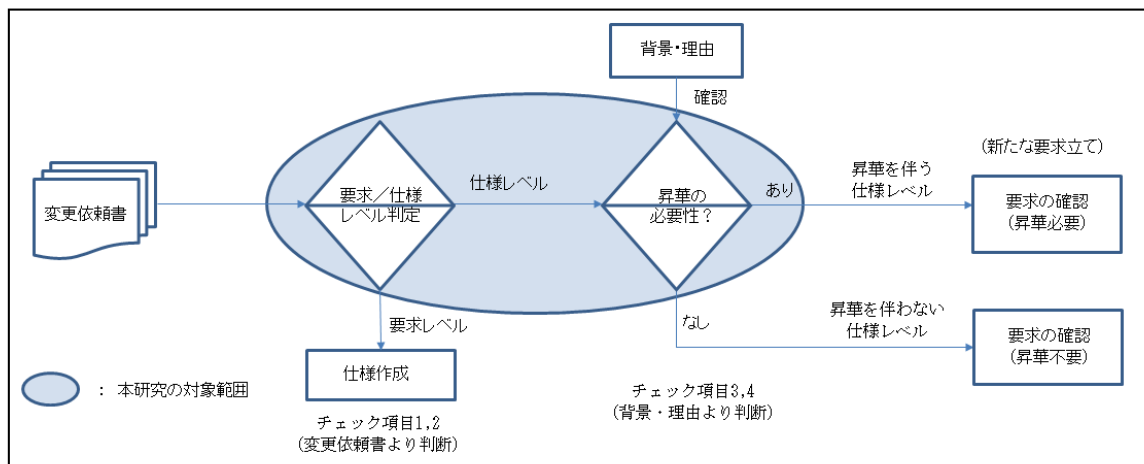 背景・理由
確認
(新たな要求立て)
変更依頼書
要求／仕様
レベル判定
仕様レベル
昇華の
必要性？
あり
昇華を伴う
仕様レベル
要求の確認
(昇華必要)
要求レベル
なし
昇華を伴わない
仕様レベル
要求の確認
(昇華不要)
仕様作成
： 本研究の対象範囲
チェック項目1,2
(変更依頼書より判断)
チェック項目3,4
(背景・理由より判断)